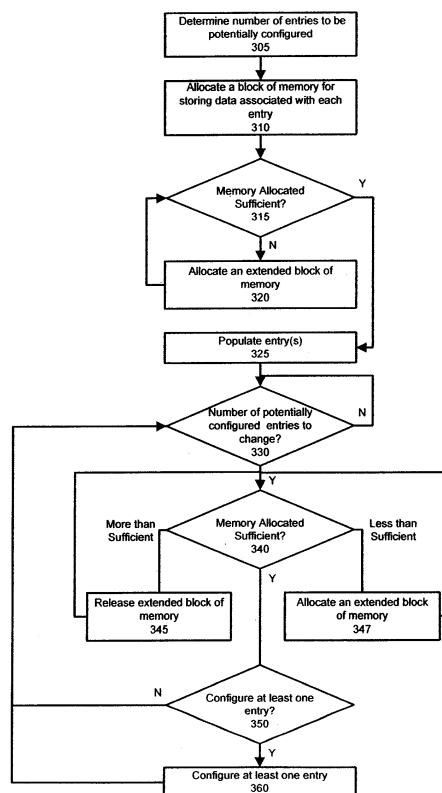 Determine number of entries to be
potentially configured
305
Allocate a block of memory for
storing data associated with each
entry
310
Memory Allocated
Sufficient?
315
Y
N
Allocate an extended block of
memory
320
Populate entry(s)
325
Number of potentially
configured entries to
change?
330
N
Y
More than
Sufficient
Memory Allocated
Sufficient?
340
Less than
Sufficient
Y
Release extended block of
memory
345
Allocate an extended block
of memory
347
N
Configure at least one
entry?
350
Y
Configure at least one entry
360